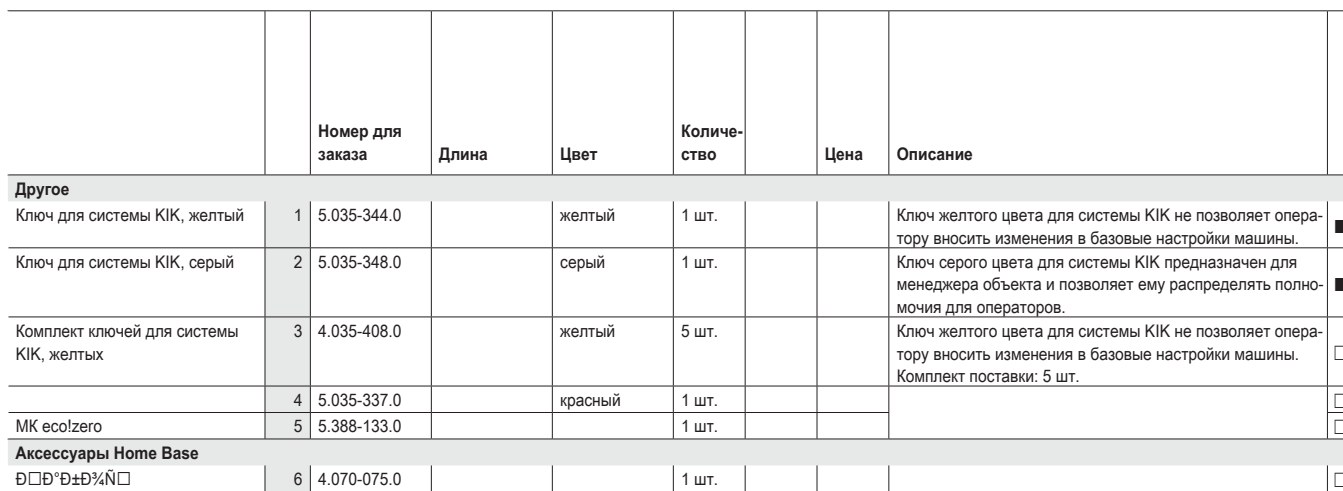 Номер для заказа Длина Цвет Количе-ство Цена Описание
Другое
Ключ для системы KIK, желтый 1 5.035-344.0 желтый 1 шт. Ключ желтого цвета для системы KIK не позволяет опера-
тору вносить изменения в базовые настройки машины.
Ключ для системы KIK, серый 2 5.035-348.0 серый 1 шт. Ключ серого цвета для системы KIK предназначен для
менеджера объекта и позволяет ему распределять полно-
мочия для операторов.
Комплект ключей для системы 3 4.035-408.0 желтый 5 шт. Ключ желтого цвета для системы KIK не позволяет опера-
KIK, желтых тору вносить изменения в базовые настройки машины.
Комплект поставки: 5 шт.
4 5.035-337.0 красный 1 шт.
МК eco!zero 5 5.388-133.0 1 шт.
Аксессуары Home Base
Ð□Ð°Ð±Ð¾Ñ□ 6 4.070-075.0 1 шт.